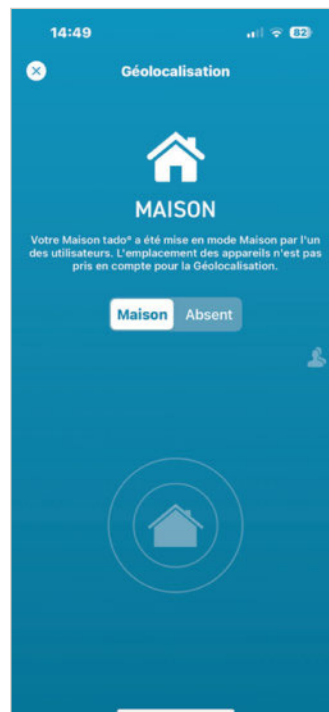 14:49
82
Géolocalisation
MAISON
Votre Maison tado° a été mise en mode Maison par l'un
des utilisateurs. L'emplacement des appareils n'est pas
pris en compte pour la Géolocalisation.
Maison Absent